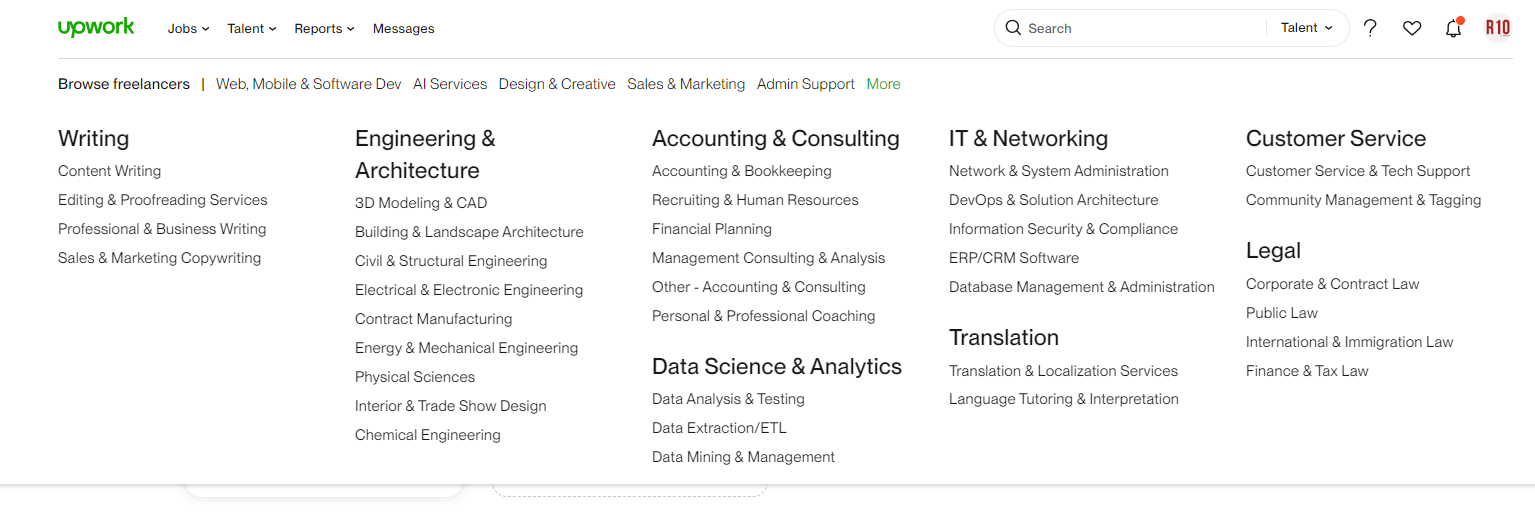 upwork
Jobs Talent Reports Messages
Search
Talent
R10
Browse freelancers | Web, Mobile & Software Dev AI Services Design & Creative Sales & Marketing Admin Support More
Writing
Content Writing
Editing & Proofreading Services
Professional & Business Writing
Sales & Marketing Copywriting
Engineering &
Architecture
3D Modeling & CAD
Building & Landscape Architecture
Civil & Structural Engineering
Electrical & Electronic Engineering
Contract Manufacturing
Energy & Mechanical Engineering
Physical Sciences
Interior & Trade Show Design
Chemical Engineering
Accounting & Consulting
Accounting & Bookkeeping
Recruiting & Human Resources
Financial Planning
Management Consulting & Analysis
Other - Accounting & Consulting
Personal & Professional Coaching
Data Science & Analytics
Data Analysis & Testing
Data Extraction/ETL
Data Mining & Management
IT & Networking
Network & System Administration
DevOps & Solution Architecture
Information Security & Compliance
ERP/CRM Software
Database Management & Administration
Translation
Translation & Localization Services
Language Tutoring & Interpretation
Customer Service
Customer Service & Tech Support
Community Management & Tagging
Legal
Corporate & Contract Law
Public Law
International & Immigration Law
Finance & Tax Law